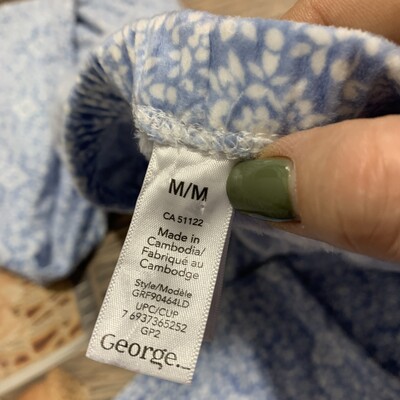 M/M
CA 51122
Made in
Cambodia/
Fabriqué au
Cambodge
Style/Modèle
GRF90464LD
UPC/CUP
7 6937365252
GP2
George.